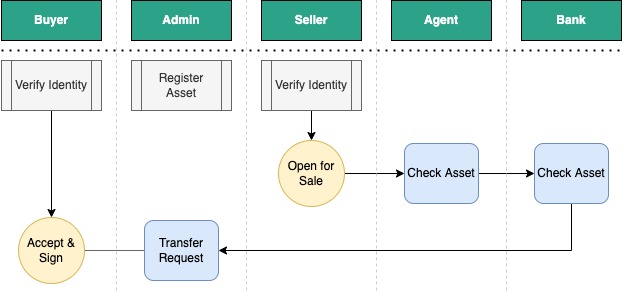 Buyer
Admin
Seller
Agent
Bank
Verify Identity
Register
Asset
Verify Identity
Open for
Sale
Check Asset
Check Asset
Accept &
Sign
Transfer
Request